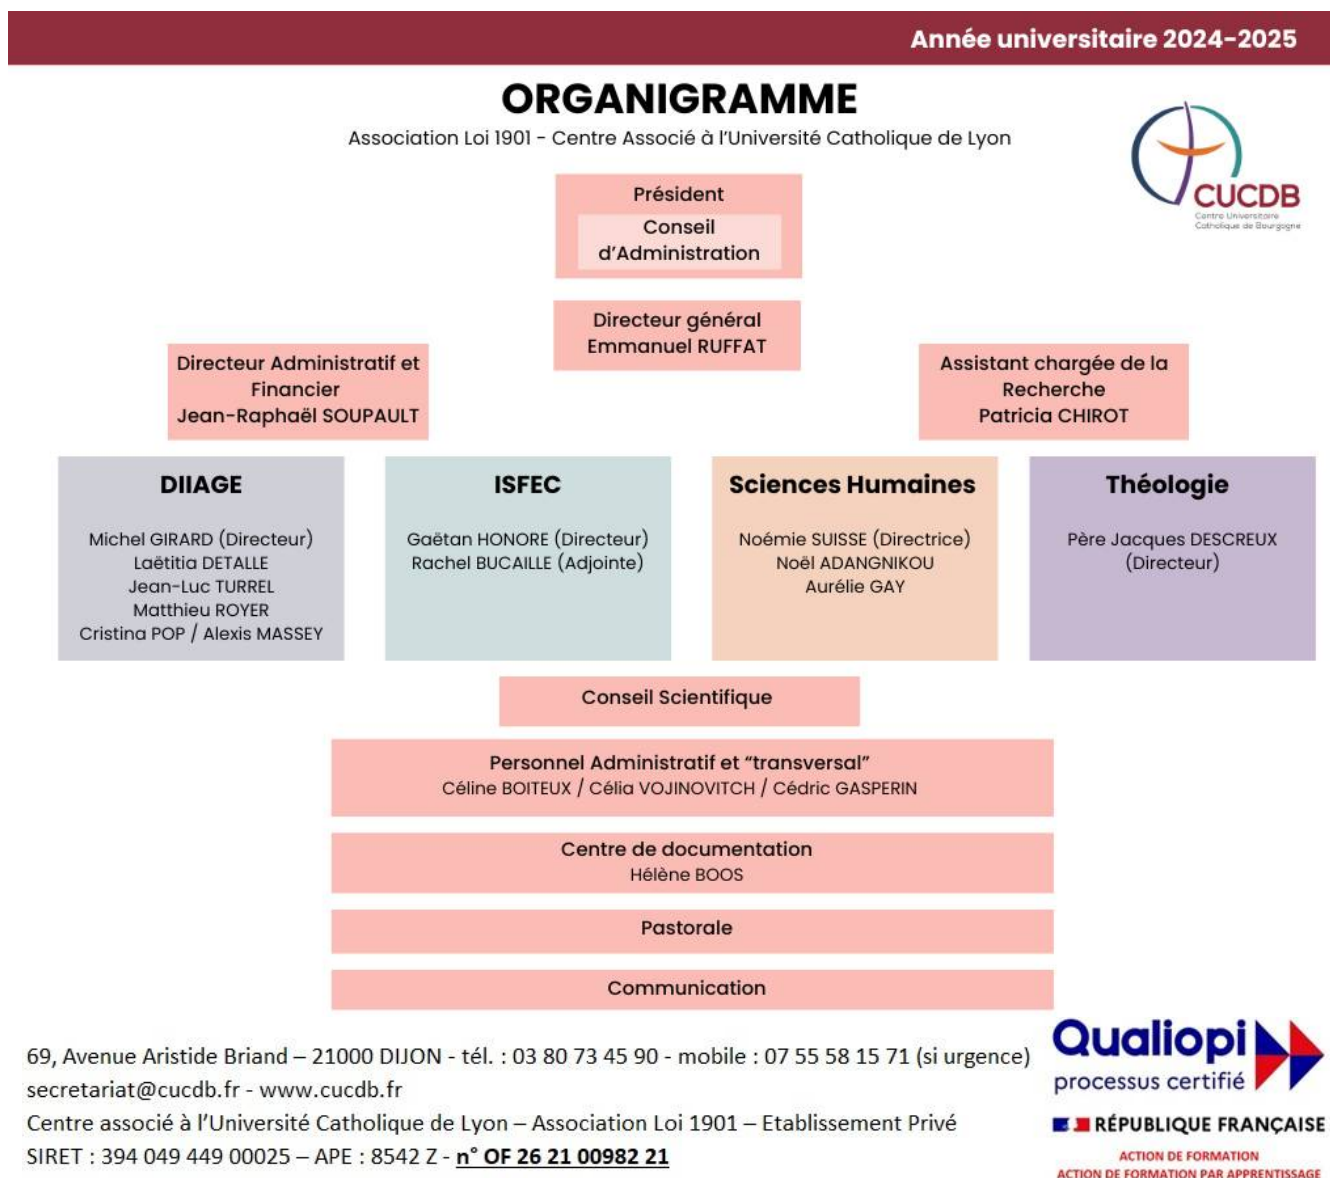 Année universitaire 2024-2025
ORGANIGRAMME
Association Loi 1901 - Centre Associé à l'Université Catholique de Lyon
CUCDB
Centre Universitaire
Catholique de Bourgogne
Président
Conseil
d'Administration
Directeur général
Emmanuel RUFFAT
Directeur Administratif et
Financier
Jean-Raphaël SOUPAULT
Assistant chargée de la
Recherche
Patricia CHIROT
DIIAGE
Michel GIRARD (Directeur)
Laëtitia DETALLE
Jean-Luc TURREL
Matthieu ROYER
Cristina POP / Alexis MASSEY
ISFEC
Gaëtan HONORE (Directeur)
Rachel BUCAILLE (Adjointe)
Sciences Humaines
Noémie SUISSE (Directrice)
Noël ADANGNIKOU
Aurélie GAY
Théologie
Père Jacques DESCREUX
(Directeur)
Conseil Scientifique
Personnel Administratif et “transversal”
Céline BOITEUX / Célia VOJINOVITCH / Cédric GASPERIN
Centre de documentation
Hélène BOOS
Pastorale
Communication
69, Avenue Aristide Briand – 21000 DIJON - tél. : 03 80 73 45 90 - mobile : 07 55 58 15 71 (si urgence)
secretariat@cucdb.fr - www.cucdb.fr
Centre associé à l'Université Catholique de Lyon – Association Loi 1901 – Etablissement Privé
SIRET : 394 049 449 00025 – APE : 8542 Z - n° OF 26 21 00982 21
Qualiopi
processus certifié
RÉPUBLIQUE FRANÇAISE
ACTION DE FORMATION
ACTION DE FORMATION PAR APPRENTISSAGE